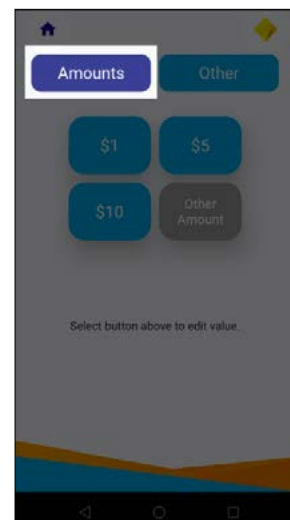 Amounts Other
$1 $5
$10 Other
Amount
Select button above to edit value.